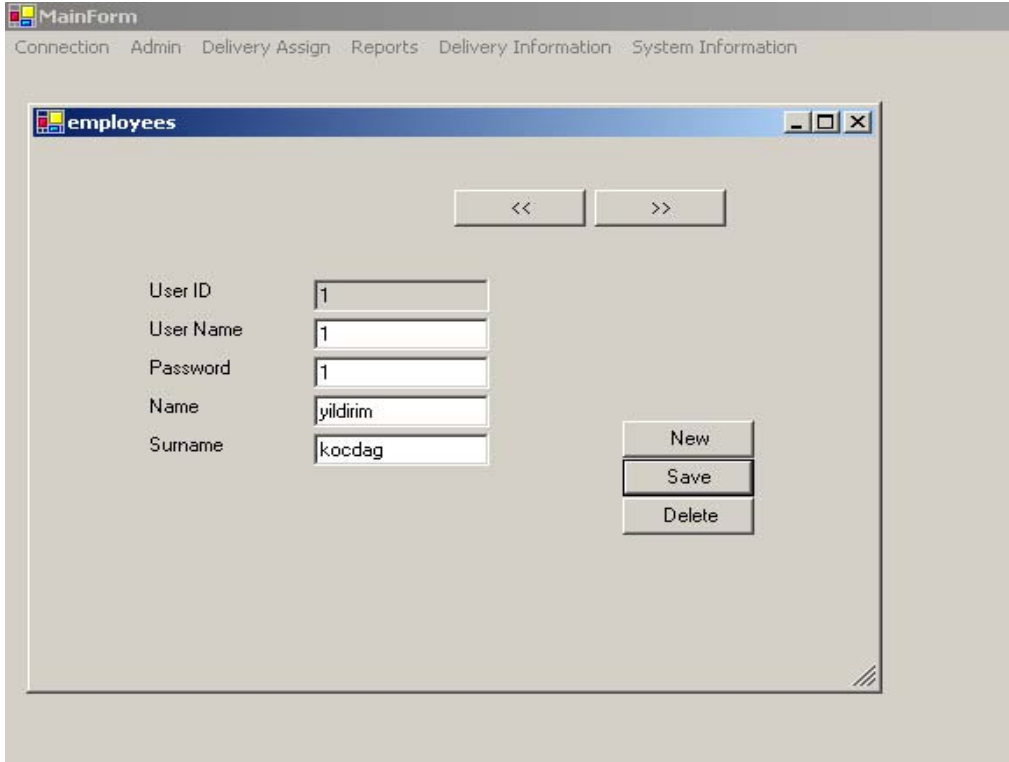 MainForm
Connection Admin Delivery Assign Reports Delivery Information System Information
employees
<< >>
User ID 1
User Name 1
Password 1
Name yildirim
Surname kocdag
New
Save
Delete